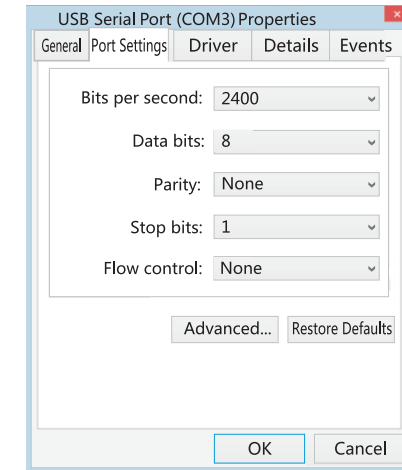 USB Serial Port (COM3) Properties
General Port Settings Driver Details Events
Bits per second: 2400
Data bits: 8
Parity: None
Stop bits: 1
Flow control: None
Advanced... Restore Defaults
OK Cancel